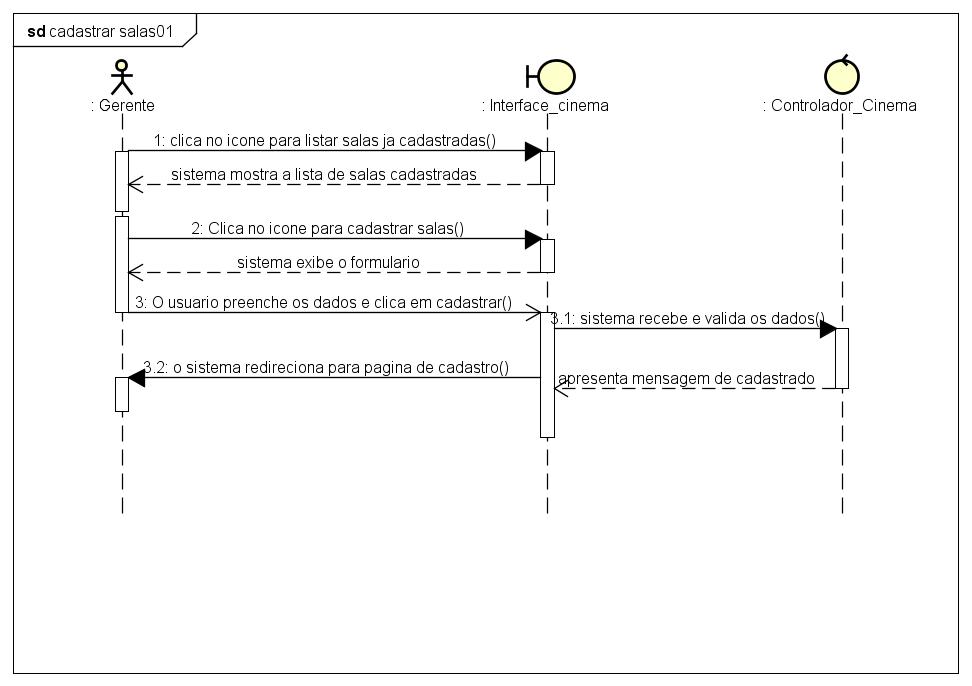 sd cadastrar salas01
: Gerente
: Interface_cinema
: Controlador_Cinema
1: clica no icone para listar salas ja cadastradas()
sistema mostra a lista de salas cadastradas
2: Clica no icone para cadastrar salas()
sistema exibe o formulario
3: O usuario preenche os dados e clica em cadastrar()
3.1: sistema recebe e valida os dados()
3.2: o sistema redireciona para pagina de cadastro()
apresenta mensagem de cadastrado